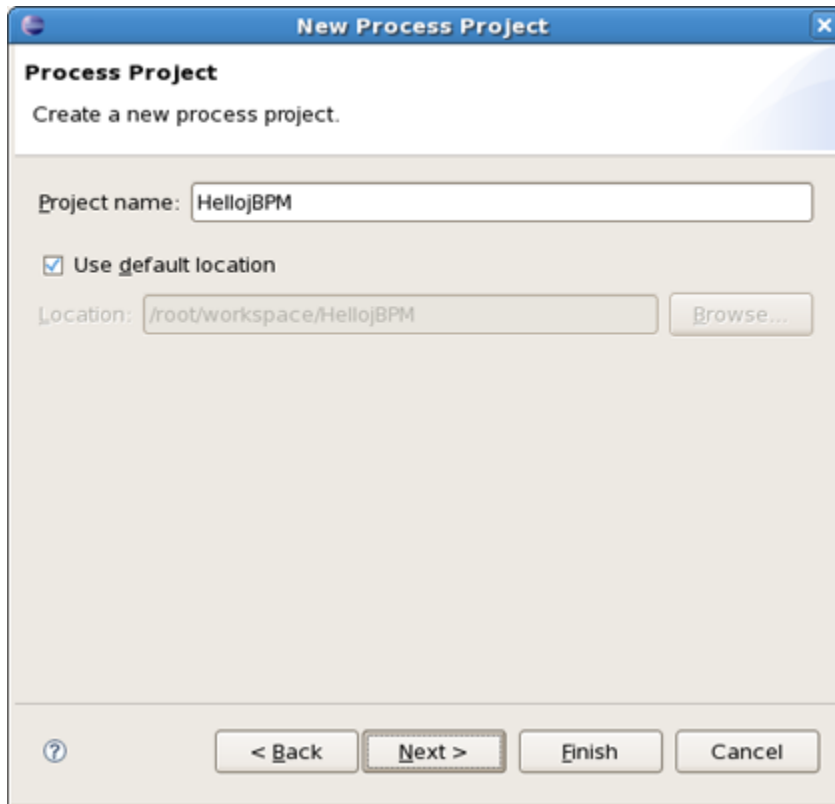 New Process Project
Process Project
Create a new process project.
Project name: HellojBPM
Use default location
Location: /root/workspace/HellojBPM Browse...
< Back Next > Finish Cancel